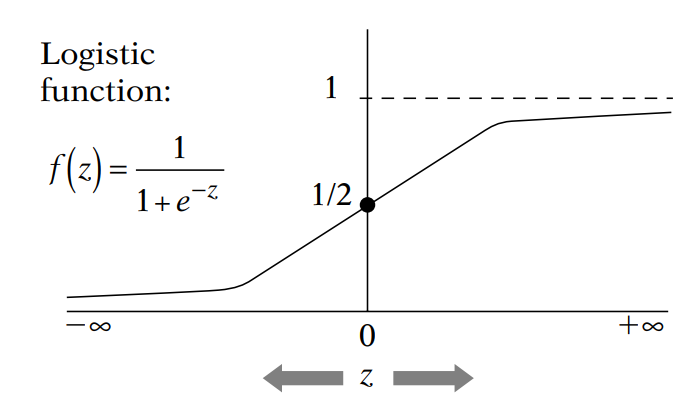 Logistic
function:
f(z) = 1 / (1 + e^−z)
1
1/2
−∞
0
+∞
z